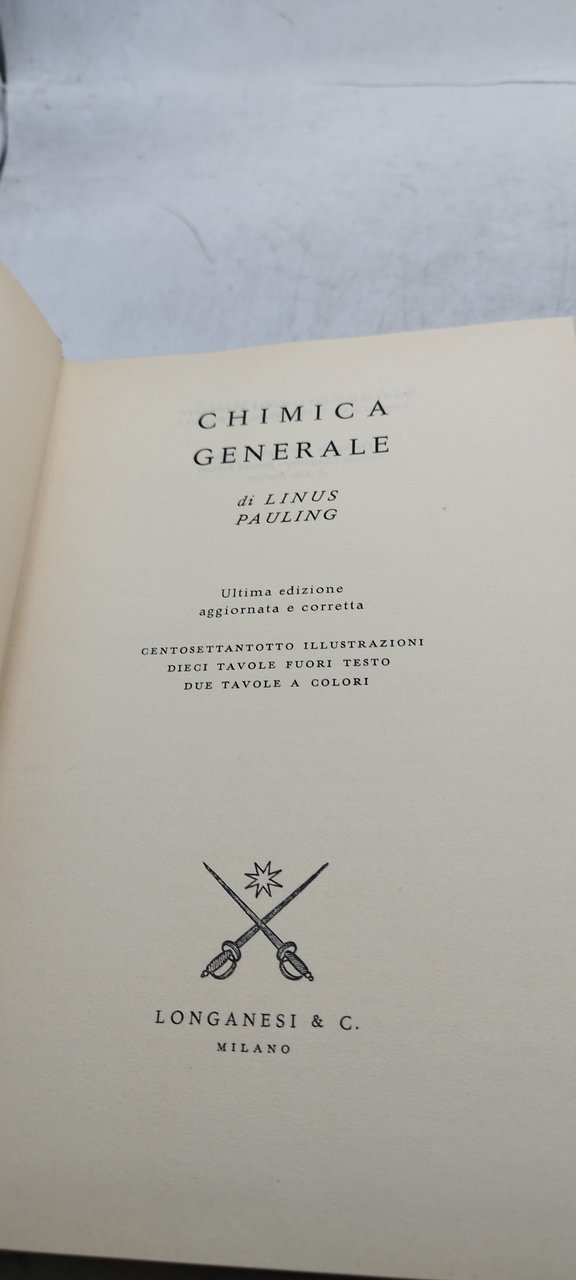 CHIMICA
GENERALE
di LINUS
PAULING
Ultima edizione
aggiornata e corretta
CENTOSETTANTOTTO ILLUSTRAZIONI
DIECI TAVOLE FUORI TESTO
DUE TAVOLE A COLORI
LONGANESI & C.
MILANO